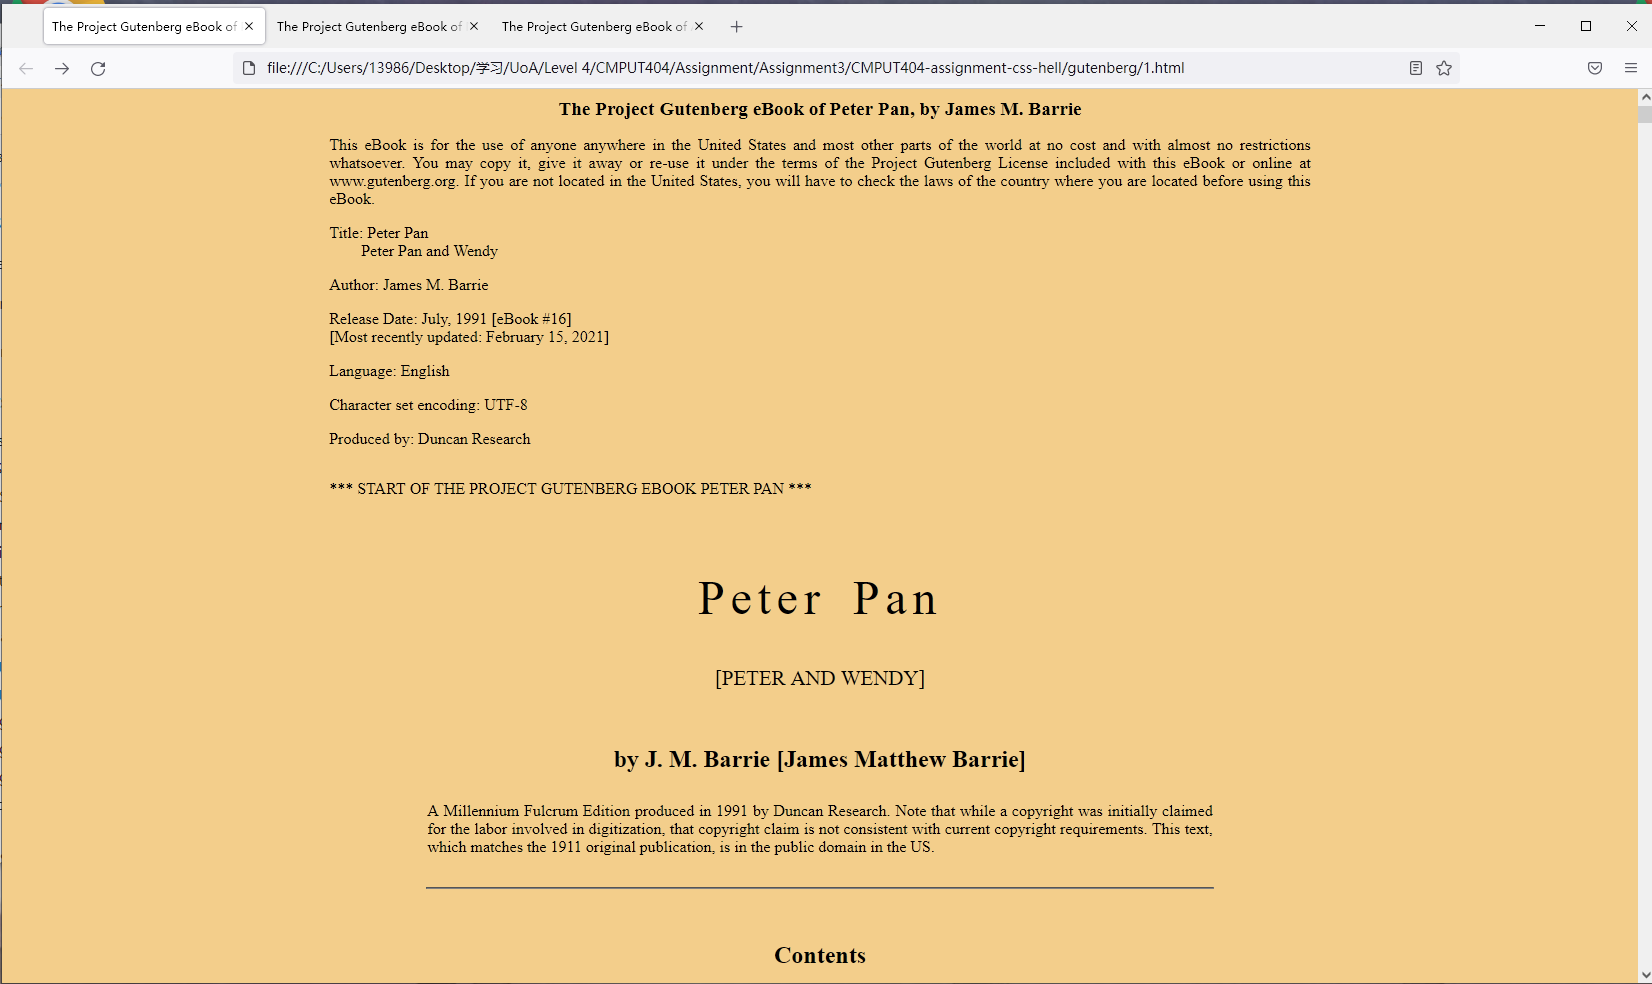 The Project Gutenberg eBook of
The Project Gutenberg eBook of
The Project Gutenberg eBook of
file:///C:/Users/13986/Desktop/学习/UoA/Level 4/CMPUT404/Assignment/Assignment3/CMPUT404-assignment-css-hell/gutenberg/1.html
The Project Gutenberg eBook of Peter Pan, by James M. Barrie
This eBook is for the use of anyone anywhere in the United States and most other parts of the world at no cost and with almost no restrictions
whatsoever. You may copy it, give it away or re-use it under the terms of the Project Gutenberg License included with this eBook or online at
www.gutenberg.org. If you are not located in the United States, you will have to check the laws of the country where you are located before using this
eBook.
Title: Peter Pan
Peter Pan and Wendy
Author: James M. Barrie
Release Date: July, 1991 [eBook #16]
[Most recently updated: February 15, 2021]
Language: English
Character set encoding: UTF-8
Produced by: Duncan Research
*** START OF THE PROJECT GUTENBERG EBOOK PETER PAN ***
Peter Pan
[PETER AND WENDY]
by J. M. Barrie [James Matthew Barrie]
A Millennium Fulcrum Edition produced in 1991 by Duncan Research. Note that while a copyright was initially claimed
for the labor involved in digitization, that copyright claim is not consistent with current copyright requirements. This text,
which matches the 1911 original publication, is in the public domain in the US.
Contents